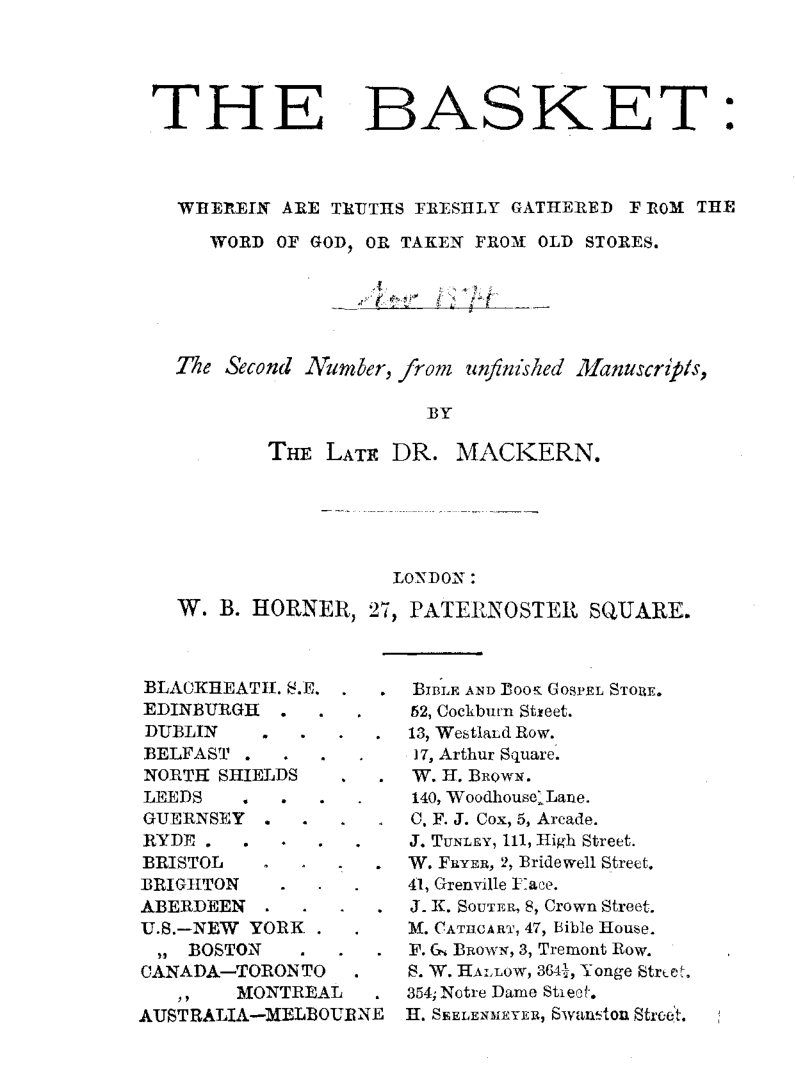 THE BASKET:
WHEREIN ARE TRUTHS FRESHLY GATHERED FROM THE
WORD OF GOD, OR TAKEN FROM OLD STORES.
Nov 1874
The Second Number, from unfinished Manuscripts,
BY
THE LATE DR. MACKERN.
LONDON:
W. B. HORNER, 27, PATERNOSTER SQUARE.
BLACKHEATH. S.E. . . BIBLE AND BOOK GOSPEL STORE.
EDINBURGH . . . 52, Cockburn Street.
DUBLIN . . . . 13, Westland Row.
BELFAST . . . . 17, Arthur Square.
NORTH SHIELDS . . W. H. BROWN.
LEEDS . . . . 140, Woodhouse Lane.
GUERNSEY . . . . C. F. J. COX, 5, Arcade.
RYDE . . . . . J. TUNLEY, 111, High Street.
BRISTOL . . . . W. FRYER, 2, Bridewell Street.
BRIGHTON . . . 41, Grenville Place.
ABERDEEN . . . . J. K. SOUTER, 8, Crown Street.
U.S.—NEW YORK . . M. CATHCART, 47, Bible House.
„ BOSTON . . . F. G. BROWN, 3, Tremont Row.
CANADA—TORONTO . S. W. HALLOW, 364½, Yonge Street.
„ MONTREAL . 354, Notre Dame Street.
AUSTRALIA—MELBOURNE H. SEELENMEYER, Swanston Street.